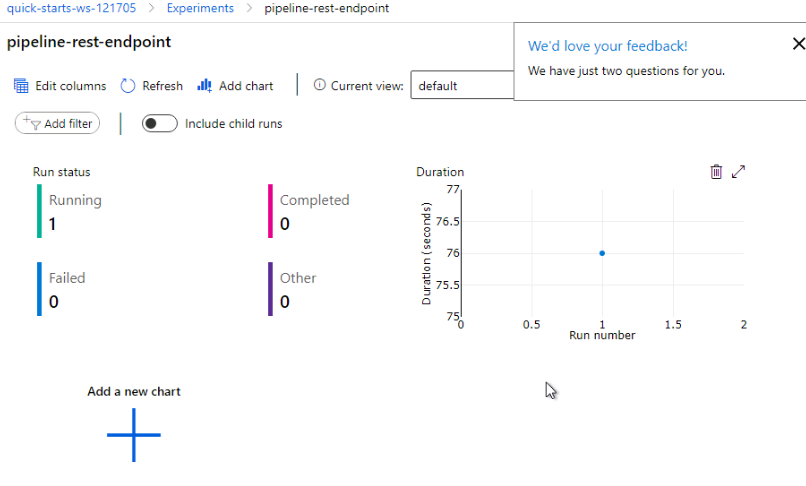 quick-starts-ws-121705 > Experiments > pipeline-rest-endpoint
pipeline-rest-endpoint
We'd love your feedback!
We have just two questions for you.
Edit columns Refresh Add chart Current view: default
Add filter Include child runs
Run status
Running
1
Completed
0
Failed
0
Other
0
Duration
Duration (seconds)
77
76.5
76
75.5
75
0 0.5 1 1.5 2
Run number
Add a new chart